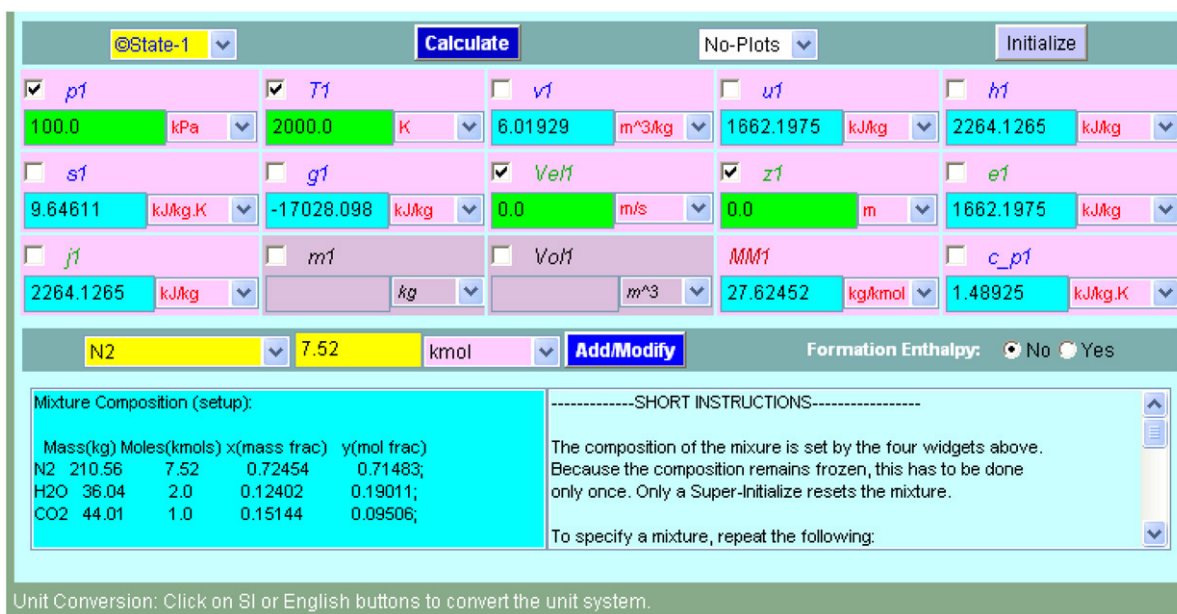 ©State-1 Calculate No-Plots Initialize
p1 T1 v1 u1 h1
100.0 kPa 2000.0 K 6.01929 m^3/kg 1662.1975 kJ/kg 2264.1265 kJ/kg
s1 g1 Vel1 z1 e1
9.64611 kJ/kg.K -17028.098 kJ/kg 0.0 m/s 0.0 m 1662.1975 kJ/kg
j1 m1 Vol1 MM1 c_p1
2264.1265 kJ/kg kg m^3 27.62452 kg/kmol 1.48925 kJ/kg.K
N2 7.52 kmol Add/Modify Formation Enthalpy: No Yes
Mixture Composition (setup):
Mass(kg) Moles(kmols) x(mass frac) y(mol frac)
N2 210.56 7.52 0.72454 0.71483;
H2O 36.04 2.0 0.12402 0.19011;
CO2 44.01 1.0 0.15144 0.09506;
-------------SHORT INSTRUCTIONS-----------------
The composition of the mixure is set by the four widgets above.
Because the composition remains frozen, this has to be done
only once. Only a Super-Initialize resets the mixture.
To specify a mixture, repeat the following:
Unit Conversion: Click on SI or English buttons to convert the unit system.